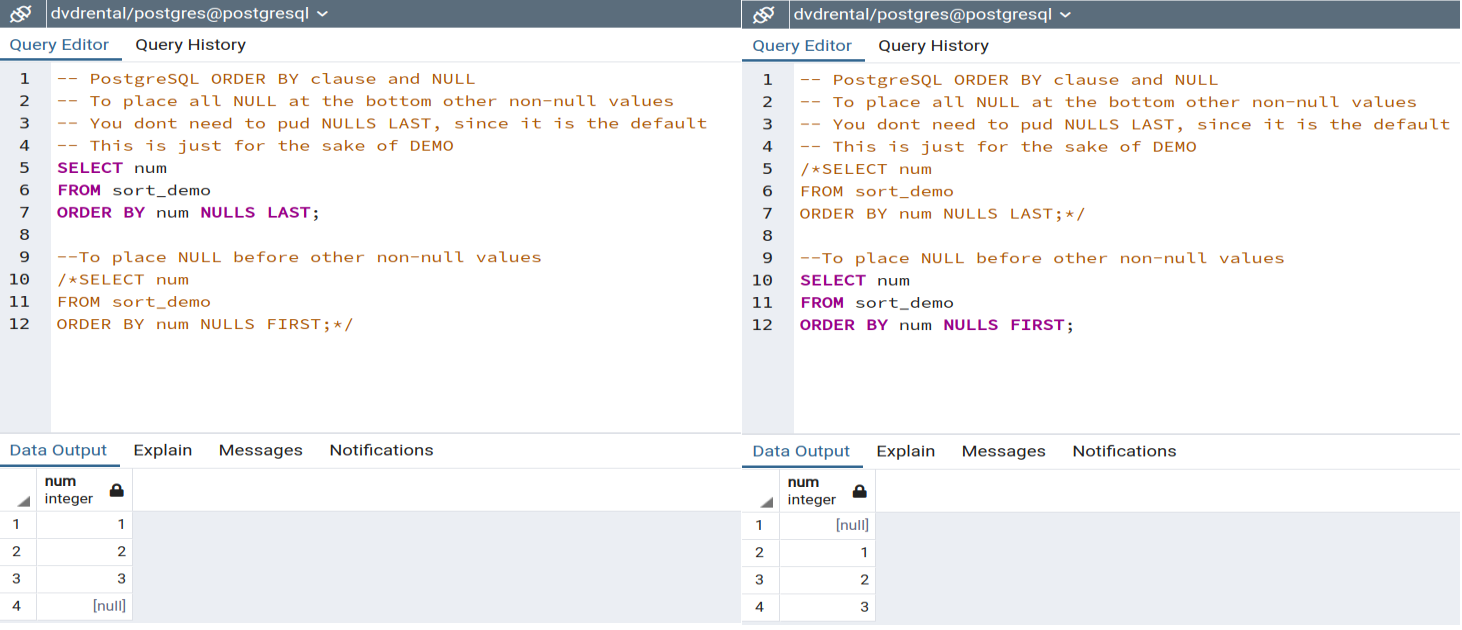 dvdrental/postgres@postgresql
Query Editor Query History
1 -- PostgreSQL ORDER BY clause and NULL
2 -- To place all NULL at the bottom other non-null values
3 -- You dont need to pud NULLS LAST, since it is the default
4 -- This is just for the sake of DEMO
5 SELECT num
6 FROM sort_demo
7 ORDER BY num NULLS LAST;
8
9 --To place NULL before other non-null values
10 /*SELECT num
11 FROM sort_demo
12 ORDER BY num NULLS FIRST;*/
Data Output Explain Messages Notifications
num
integer
1 1
2 2
3 3
4 [null]
dvdrental/postgres@postgresql
Query Editor Query History
1 -- PostgreSQL ORDER BY clause and NULL
2 -- To place all NULL at the bottom other non-null values
3 -- You dont need to pud NULLS LAST, since it is the default
4 -- This is just for the sake of DEMO
5 /*SELECT num
6 FROM sort_demo
7 ORDER BY num NULLS LAST;*/
8
9 --To place NULL before other non-null values
10 SELECT num
11 FROM sort_demo
12 ORDER BY num NULLS FIRST;
Data Output Explain Messages Notifications
num
integer
1 [null]
2 1
3 2
4 3